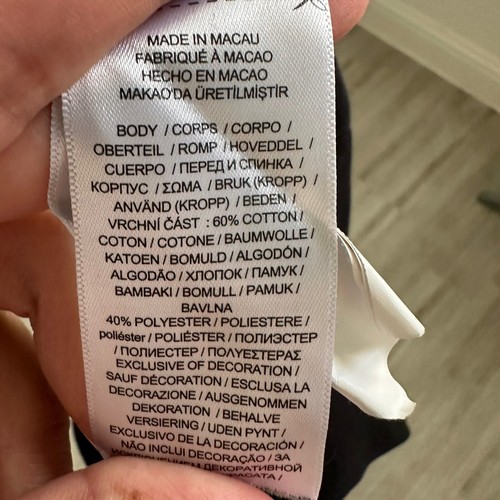 MADE IN MACAU
FABRIQUÉ À MACAO
HECHO EN MACAO
MAKAO'DA ÜRETİLMİŞTİR
BODY / CORPS / CORPO /
OBERTEIL / ROMP / HOVEDDEL /
CUERPO / ПЕРЕД И СПИНКА /
КОРПУС / ΣΩΜΑ / BRUK (KROPP) /
ANVÄND (KROPP) / BEDEN /
VRCHNÍ ČÁST : 60% COTTON /
COTON / COTONE / BAUMWOLLE /
KATOEN / BOMULD / ALGODÓN /
ALGODÃO / ХЛОПОК / ПАМУК /
BAMBAKI / BOMULL / PAMUK /
BAVLNA
40% POLYESTER / POLIESTERE /
poliéster / POLIÉSTER / ПОЛИЭСТЕР
/ ПОЛИЕСТЕР / ΠΟΛΥΕΣΤΕΡΑΣ
EXCLUSIVE OF DECORATION /
SAUF DÉCORATION / ESCLUSA LA
DECORAZIONE / AUSGENOMMEN
DEKORATION / BEHALVE
VERSIERING / UDEN PYNT /
EXCLUSIVO DE LA DECORACIÓN /
NÃO INCLUI DECORAÇÃO / ЗА
ИСКЛЮЧЕНИЕМ ДЕКОРАТИВНОЙ